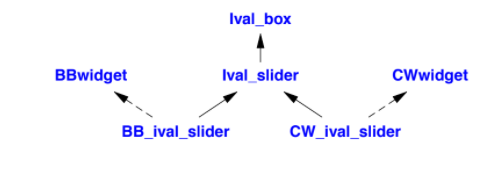 Ival_box
BBwidget Ival_slider CWwidget
BB_ival_slider CW_ival_slider